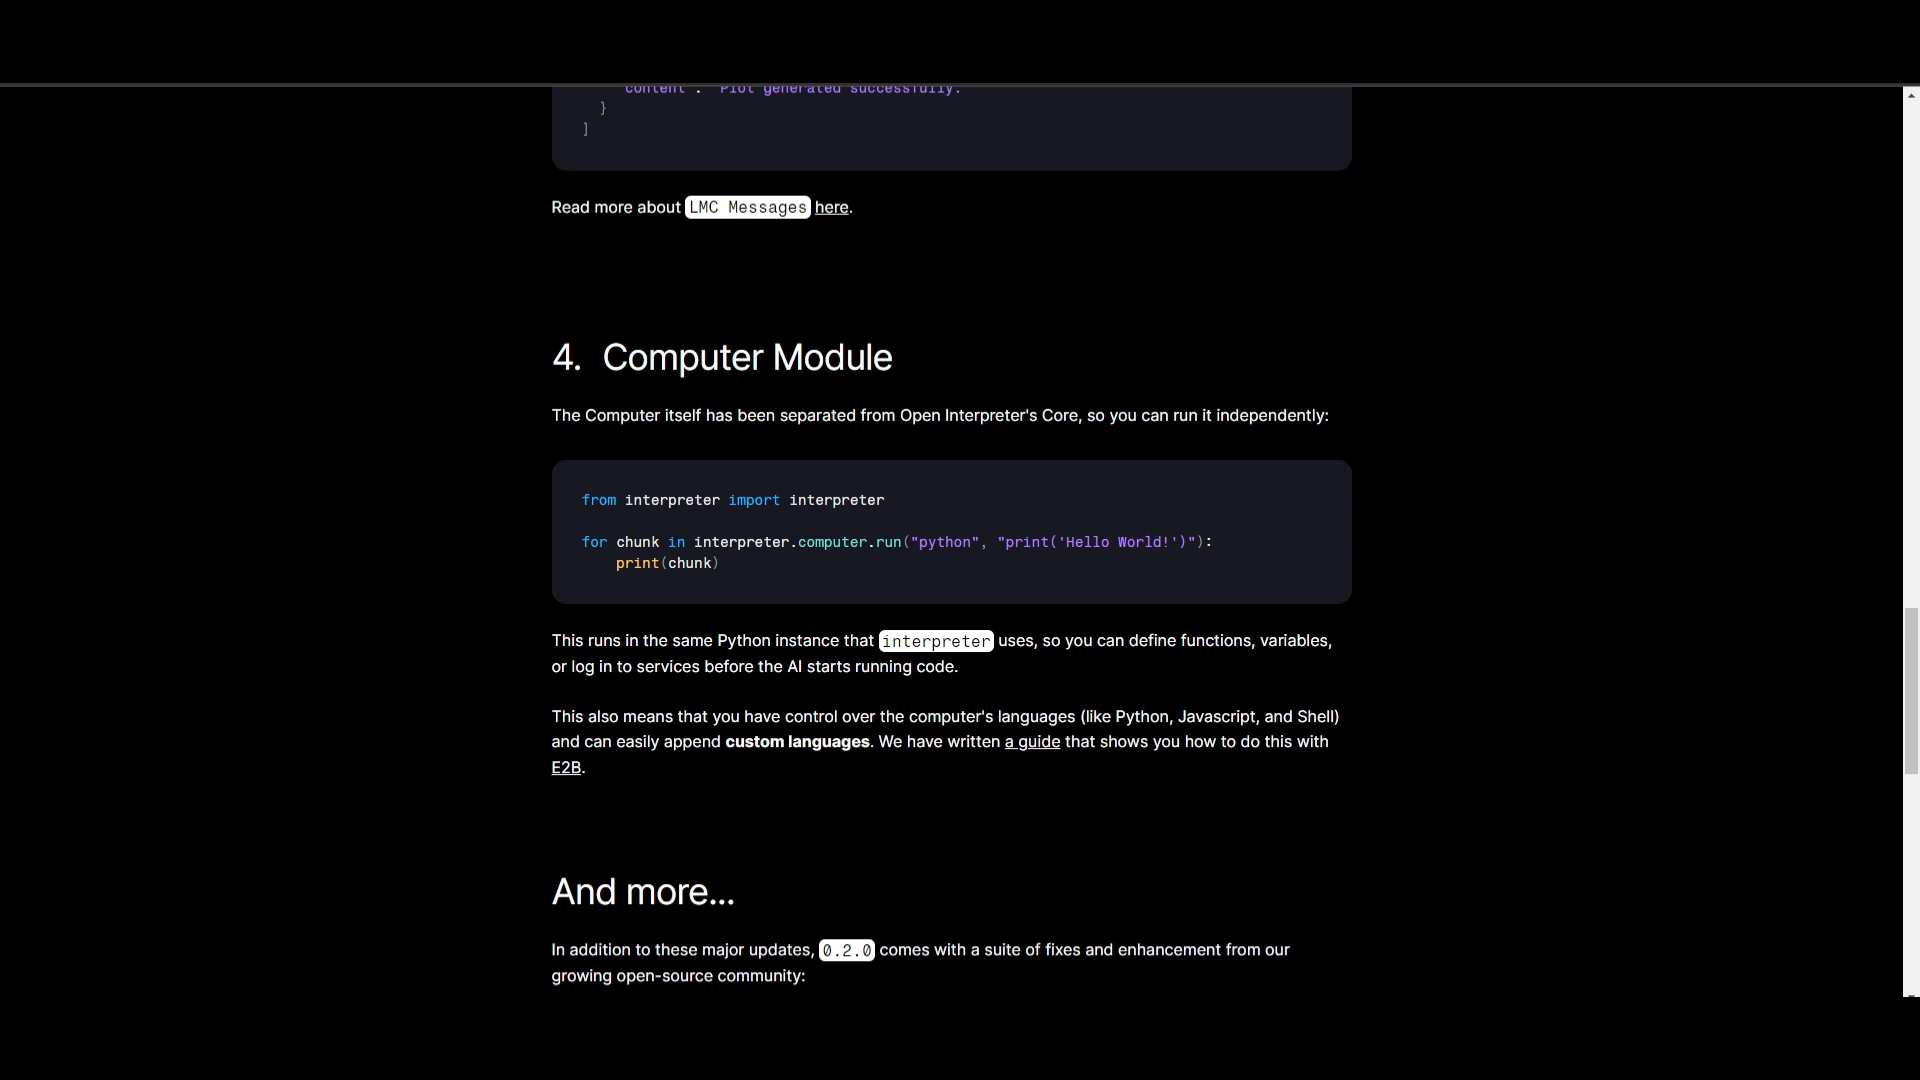 content": "Plot generated successfully."
}
]
Read more about LMC Messages here.
4. Computer Module
The Computer itself has been separated from Open Interpreter's Core, so you can run it independently:
from interpreter import interpreter
for chunk in interpreter.computer.run("python", "print('Hello World!')"):
print(chunk)
This runs in the same Python instance that interpreter uses, so you can define functions, variables,
or log in to services before the AI starts running code.
This also means that you have control over the computer's languages (like Python, Javascript, and Shell)
and can easily append custom languages. We have written a guide that shows you how to do this with
E2B.
And more...
In addition to these major updates, 0.2.0 comes with a suite of fixes and enhancement from our
growing open-source community: